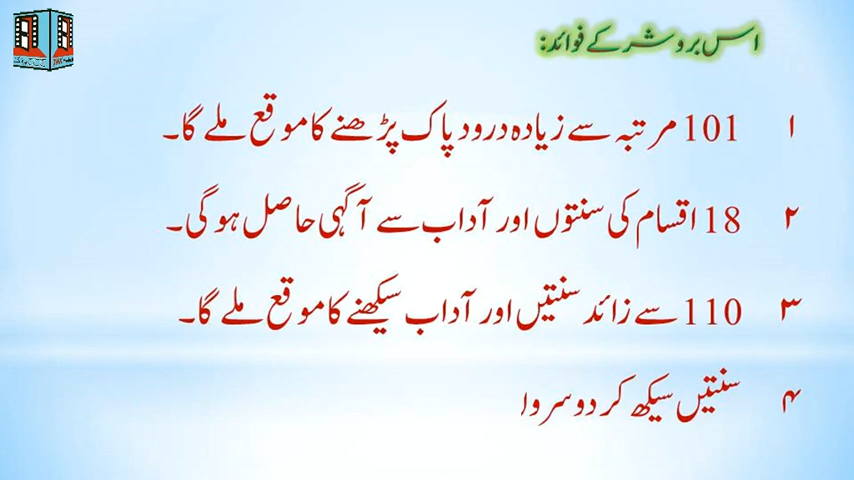 اس بروشر کے فوائد:
۱ 101 مرتبہ سے زیادہ درود پاک پڑھنے کا موقع ملے گا۔
۲ 18 اقسام کی سنتوں اور آداب سے آگہی حاصل ہوگی۔
۳ 110 سے زائد سنتیں اور آداب سیکھنے کا موقع ملے گا۔
۴ سنتیں سیکھ کر دوسروا